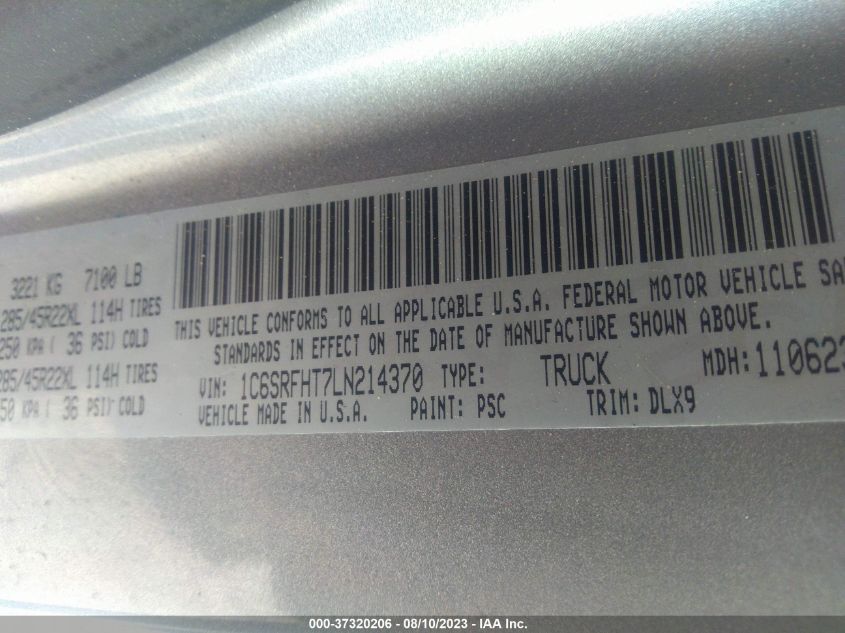 3221 KG 7100 LB
285/45R22XL 114H TIRES
250 KPA ( 36 PSI) COLD
285/45R22XL 114H TIRES
50 KPA ( 36 PSI) COLD
THIS VEHICLE CONFORMS TO ALL APPLICABLE U.S.A. FEDERAL MOTOR VEHICLE SA
STANDARDS IN EFFECT ON THE DATE OF MANUFACTURE SHOWN ABOVE.
VIN: 1C6SRFHT7LN214370 TYPE: TRUCK MDH: 110623
VEHICLE MADE IN U.S.A. PAINT: PSC TRIM: DLX9
000-37320206 - 08/10/2023 - IAA Inc.